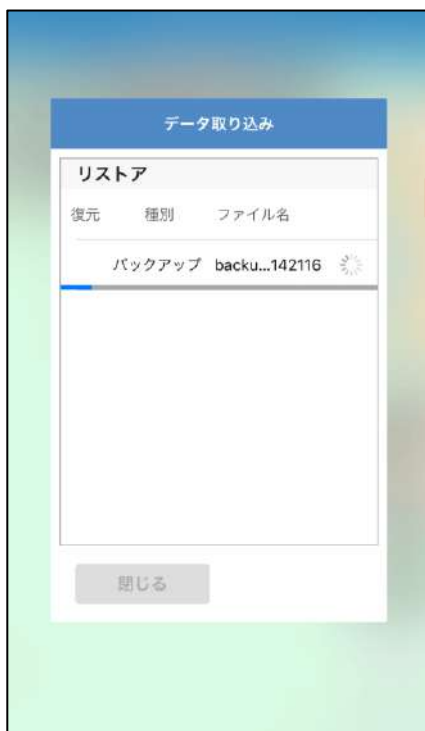 データ取り込み
リストア
復元 種別 ファイル名
バックアップ backu...142116
閉じる